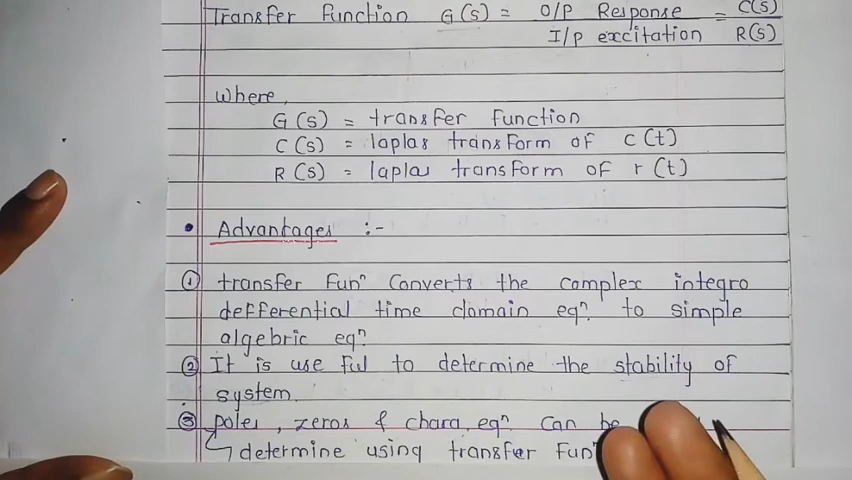 Transfer Function G(s) = O/P Response = C(s)
I/p excitation R(s)
where,
G(s) = transfer function
C(s) = laplas transForm oF c(t)
R(s) = laplas transForm oF r(t)
• Advantages :-
① transfer Funⁿ Converts the complex integro
defferential time domain eqⁿ. to simple
algebric eqⁿ.
② It is use Ful to determine the stability oF
system.
③ poles, zeros & chara. eqⁿ. Can be
determine using transfer Funⁿ